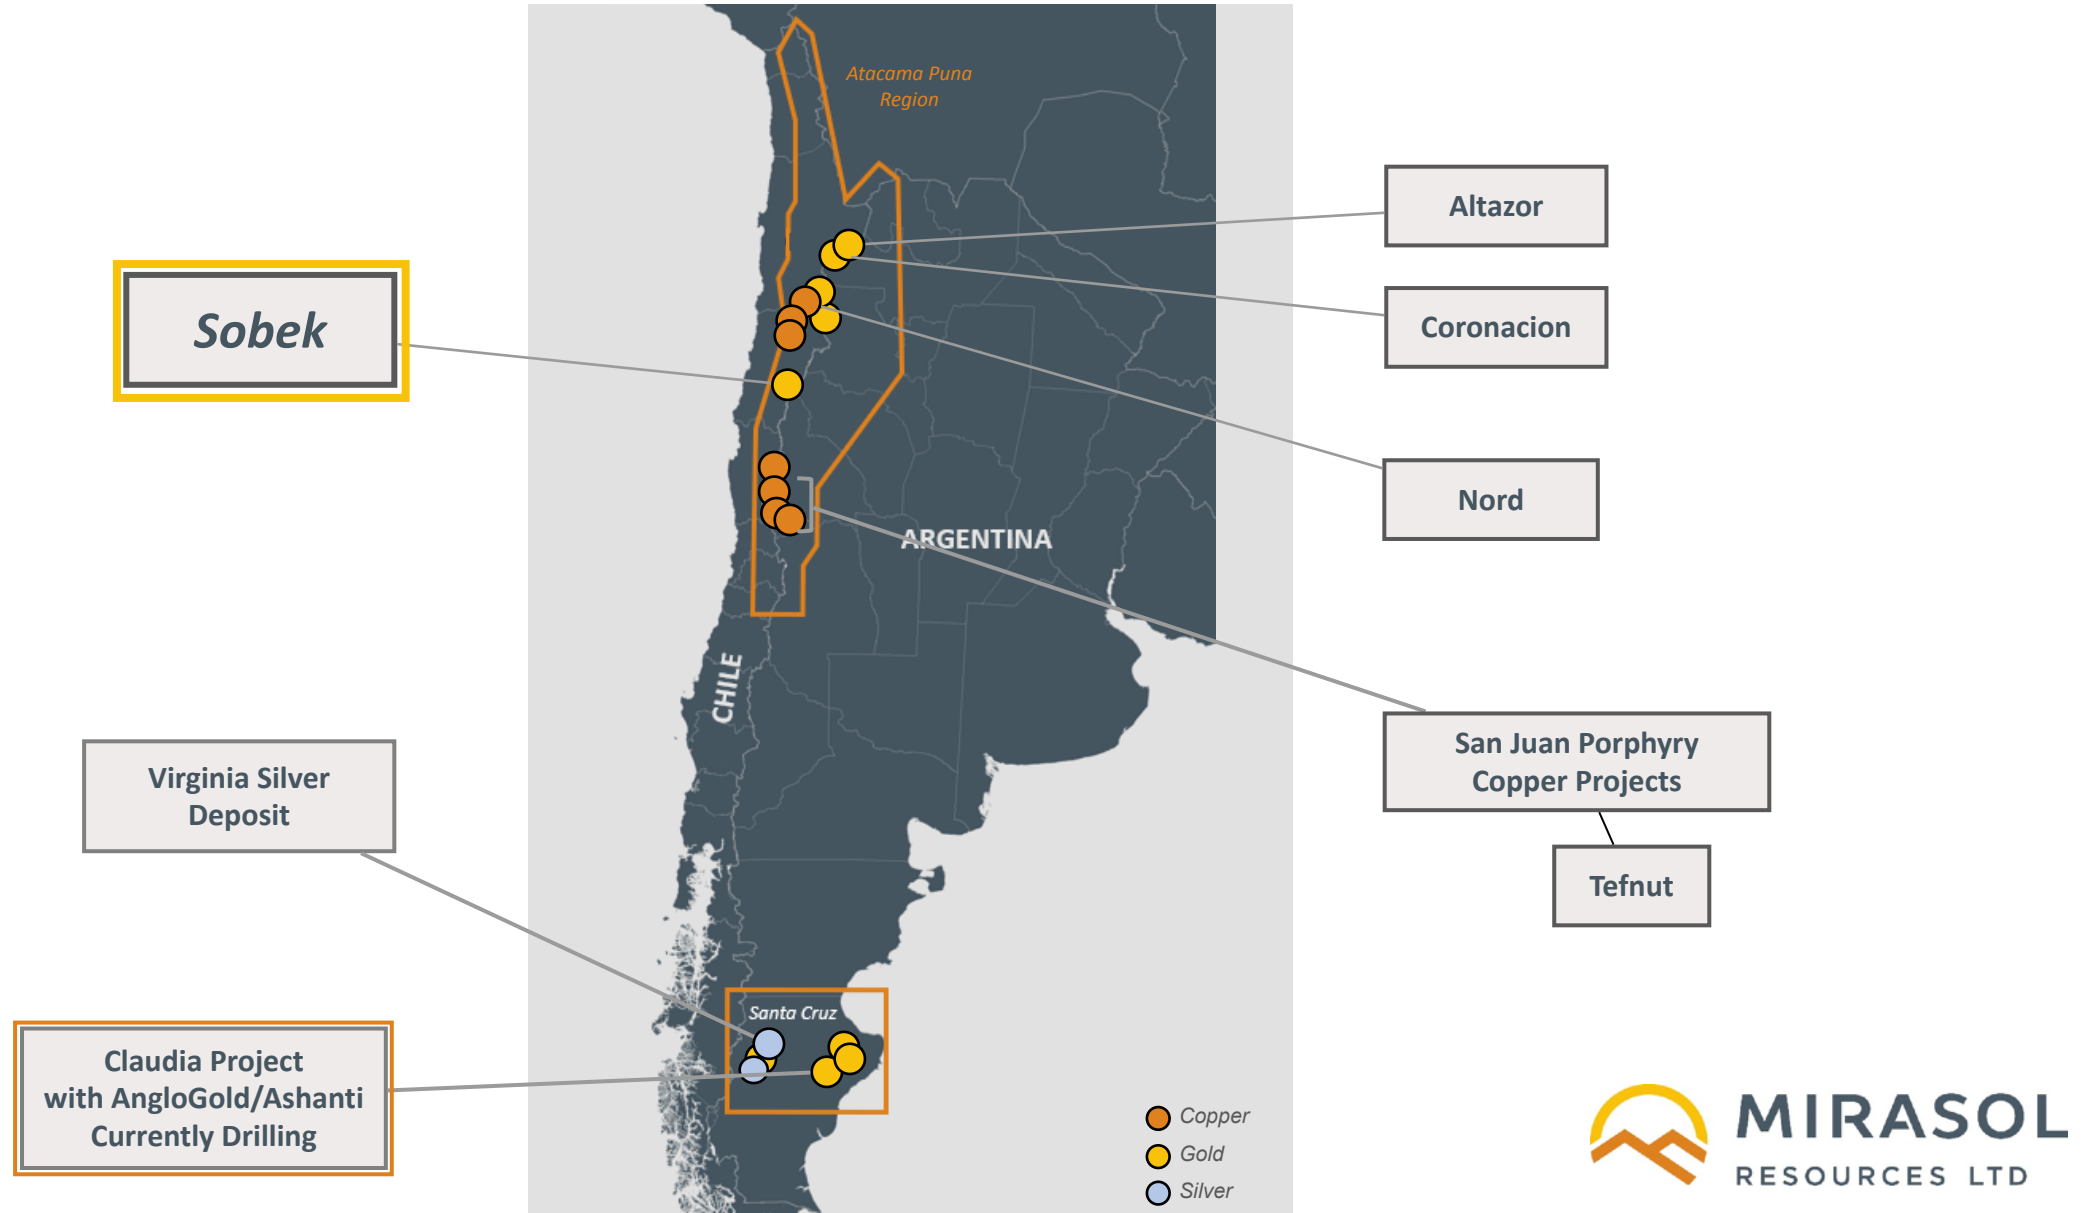 Atacama Puna
Region
Altazor
Sobek
Coronacion
Nord
ARGENTINA
CHILE
San Juan Porphyry
Copper Projects
Virginia Silver
Deposit
Tefnut
Santa Cruz
Claudia Project
with AngloGold/Ashanti
Currently Drilling
Copper
Gold
Silver
MIRASOL
RESOURCES LTD